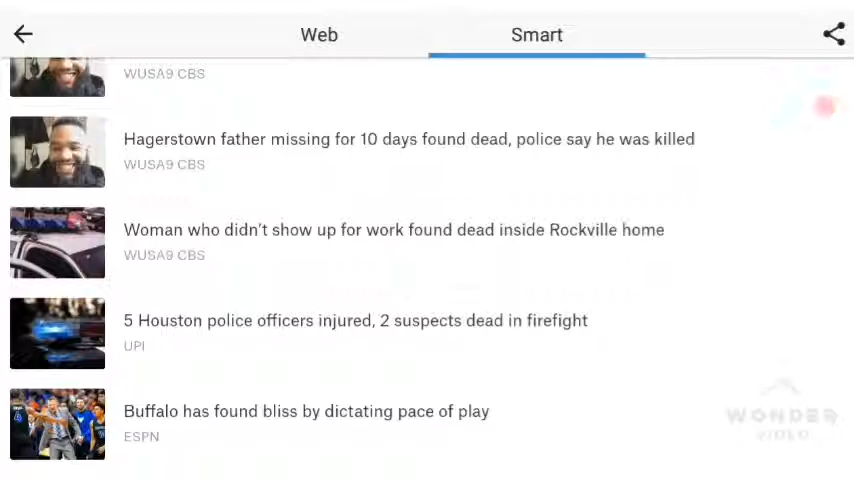 Web
Smart
WUSA9 CBS
Hagerstown father missing for 10 days found dead, police say he was killed
WUSA9 CBS
Woman who didn't show up for work found dead inside Rockville home
WUSA9 CBS
5 Houston police officers injured, 2 suspects dead in firefight
UPI
Buffalo has found bliss by dictating pace of play
ESPN
WONDER
VIDEO